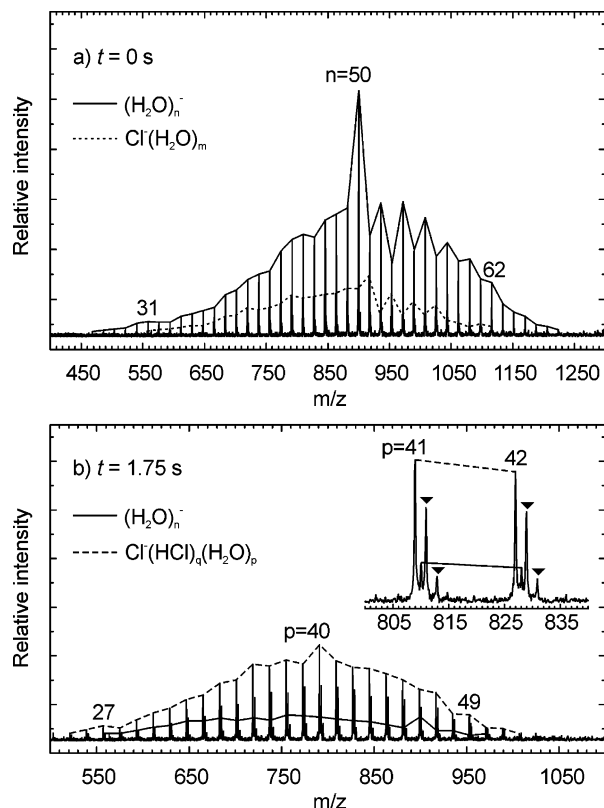 a) t = 0 s
n=50
(H₂O)ₙ⁻
Cl⁻(H₂O)ₘ
31
62
Relative intensity
450 550 650 750 850 950 1050 1150 1250
m/z
b) t = 1.75 s
p=41
42
(H₂O)ₙ⁻
Cl⁻(HCl)_q(H₂O)ₚ
805 815 825 835
p=40
27
49
Relative intensity
550 650 750 850 950 1050
m/z